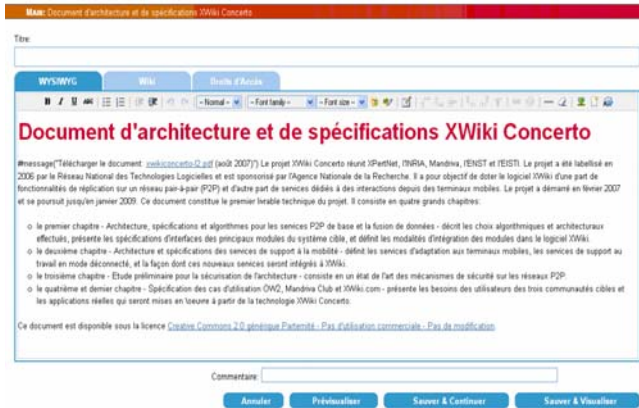 Main: Document d'architecture et de spécifications XWiki Concerto
Titre:
WYSIWYG Wiki Droits d'Accès
B I U ABC – Normal – – Font family – – Font size –
Document d'architecture et de spécifications XWiki Concerto
#message("Télécharger le document: xwikiconcerto-l2.pdf (août 2007)") Le projet XWiki Concerto réunit XPertNet, l'INRIA, Mandriva, l'ENST et l'EISTI. Le projet a été labellisé en
2006 par le Réseau National des Technologies Logicielles et est sponsorisé par l'Agence Nationale de la Recherche. Il a pour objectif de doter le logiciel XWiki d'une part de
fonctionnalités de réplication sur un réseau pair-à-pair (P2P) et d'autre part de services dédiés à des interactions depuis des terminaux mobiles. Le projet a démarré en février 2007
et se poursuit jusqu'en janvier 2009. Ce document constitue le premier livrable technique du projet. Il consiste en quatre grands chapitres:
o le premier chapitre - Architecture, spécifications et algorithmes pour les services P2P de base et la fusion de données - décrit les choix algorithmiques et architecturaux
effectués, présente les spécifications d'interfaces des principaux modules du système cible, et définit les modalités d'intégration des modules dans le logiciel XWiki.
o le deuxième chapitre - Architecture et spécifications des services de support à la mobilité - définit les services d'adaptation aux terminaux mobiles, les services de support au
travail en mode déconnecté, et la façon dont ces nouveaux services seront intégrés à XWiki.
o le troisième chapitre - Etude préliminaire pour la sécurisation de l'architecture - consiste en un état de l'art des mécanismes de sécurité sur les réseaux P2P.
o le quatrième et dernier chapitre - Spécification des cas d'utilisation OW2, Mandriva Club et XWiki.com - présente les besoins des utilisateurs des trois communautés cibles et
les applications réelles qui seront mises en \oeuvre à partir de la technologie XWiki Concerto.
Ce document est disponible sous la licence Creative Commons 2.0 générique Parternité - Pas d'utilisation commerciale - Pas de modification.
Commentaire:
Annuler Prévisualiser Sauver & Continuer Sauver & Visualiser